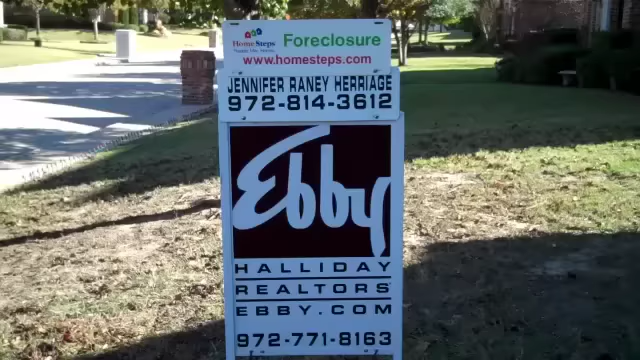 HomeSteps Foreclosure
www.homesteps.com
JENNIFER RANEY HERRIAGE
972-814-3612
Ebby
HALLIDAY
REALTORS
EBBY.COM
972-771-8163